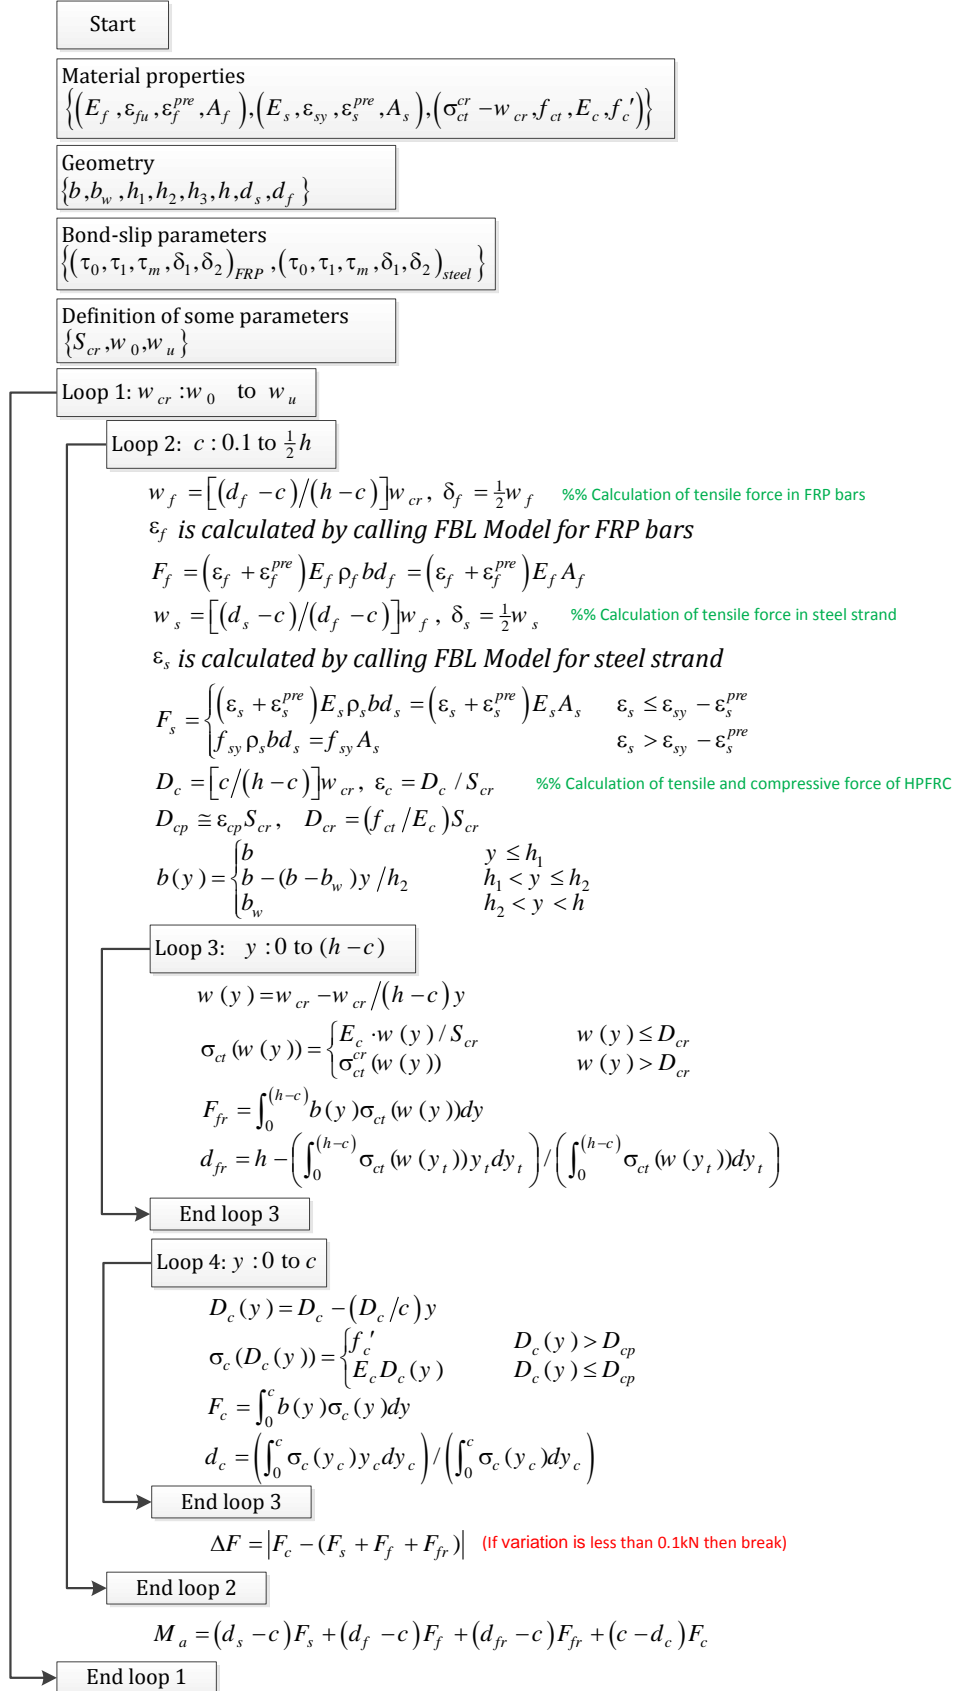 Start
Material properties
{(E_f, ε_fu, ε_f^pre, A_f), (E_s, ε_sy, ε_s^pre, A_s), (σ_ct^cr − w_cr, f_ct, E_c, f_c′)}
Geometry
{b, b_w, h_1, h_2, h_3, h, d_s, d_f}
Bond-slip parameters
{(τ_0, τ_1, τ_m, δ_1, δ_2)_FRP, (τ_0, τ_1, τ_m, δ_1, δ_2)_steel}
Definition of some parameters
{S_cr, w_0, w_u}
Loop 1: w_cr : w_0 to w_u
Loop 2: c : 0.1 to ½h
w_f = [(d_f − c)/(h − c)]w_cr, δ_f = ½w_f %% Calculation of tensile force in FRP bars
ε_f is calculated by calling FBL Model for FRP bars
F_f = (ε_f + ε_f^pre)E_f ρ_f bd_f = (ε_f + ε_f^pre)E_f A_f
w_s = [(d_s − c)/(d_f − c)]w_f, δ_s = ½w_s %% Calculation of tensile force in steel strand
ε_s is calculated by calling FBL Model for steel strand
F_s = { (ε_s + ε_s^pre)E_s ρ_s bd_s = (ε_s + ε_s^pre)E_s A_s ε_s ≤ ε_sy − ε_s^pre
f_sy ρ_s bd_s = f_sy A_s ε_s > ε_sy − ε_s^pre
D_c = [c/(h − c)]w_cr, ε_c = D_c / S_cr %% Calculation of tensile and compressive force of HPFRC
D_cp ≅ ε_cp S_cr, D_cr = (f_ct/E_c)S_cr
b(y) = { b y ≤ h_1
b − (b − b_w)y/h_2 h_1 < y ≤ h_2
b_w h_2 < y < h
Loop 3: y : 0 to (h − c)
w(y) = w_cr − w_cr/(h − c)y
σ_ct(w(y)) = { E_c · w(y) / S_cr w(y) ≤ D_cr
σ_ct^cr(w(y)) w(y) > D_cr
F_fr = ∫_0^(h−c) b(y)σ_ct(w(y))dy
d_fr = h − (∫_0^(h−c) σ_ct(w(y_t))y_t dy_t) / (∫_0^(h−c) σ_ct(w(y_t))dy_t)
End loop 3
Loop 4: y : 0 to c
D_c(y) = D_c − (D_c/c)y
σ_c(D_c(y)) = { f_c′ D_c(y) > D_cp
E_c D_c(y) D_c(y) ≤ D_cp
F_c = ∫_0^c b(y)σ_c(y)dy
d_c = (∫_0^c σ_c(y_c)y_c dy_c) / (∫_0^c σ_c(y_c)dy_c)
End loop 3
ΔF = |F_c − (F_s + F_f + F_fr)| (If variation is less than 0.1kN then break)
End loop 2
M_a = (d_s − c)F_s + (d_f − c)F_f + (d_fr − c)F_fr + (c − d_c)F_c
End loop 1